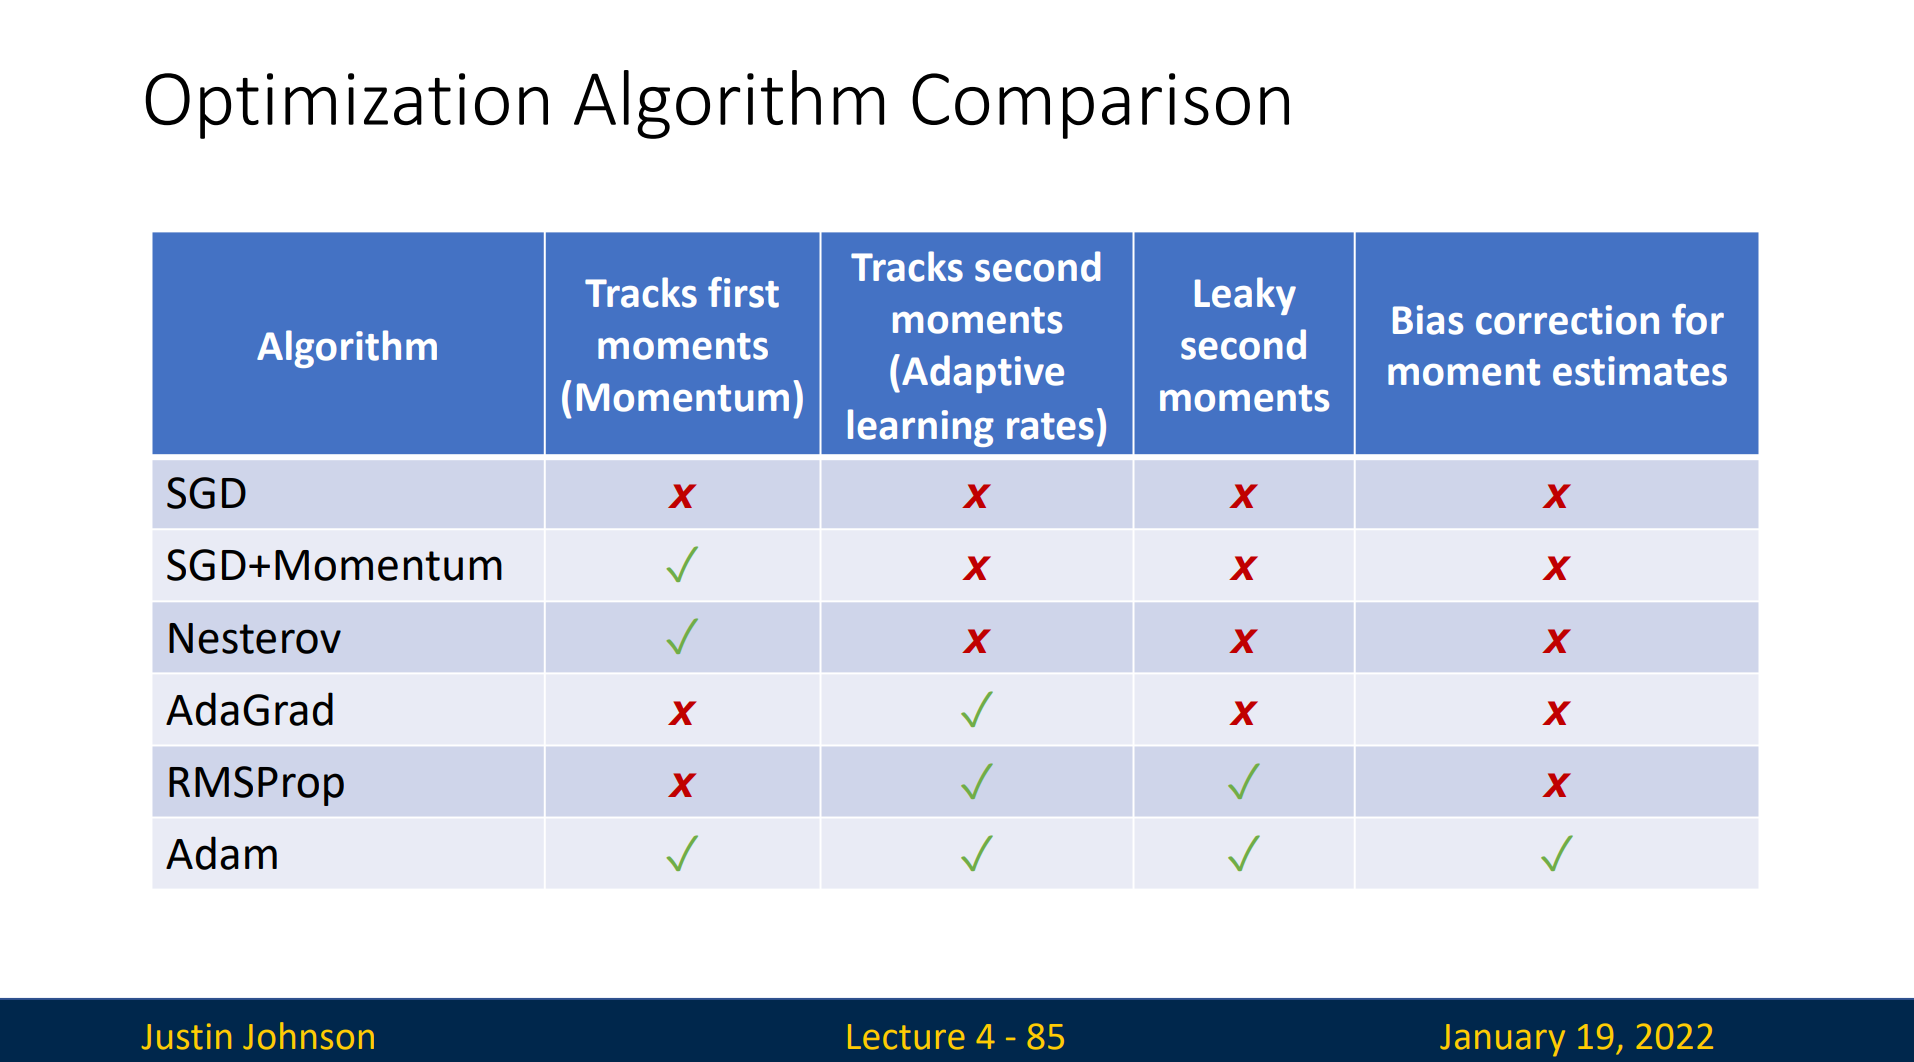 Optimization Algorithm Comparison
Algorithm
Tracks first
moments
(Momentum)
Tracks second
moments
(Adaptive
learning rates)
Leaky
second
moments
Bias correction for
moment estimates
SGD x x x x
SGD+Momentum ✓ x x x
Nesterov ✓ x x x
AdaGrad x ✓ x x
RMSProp x ✓ ✓ x
Adam ✓ ✓ ✓ ✓
Justin Johnson
Lecture 4 - 85
January 19, 2022